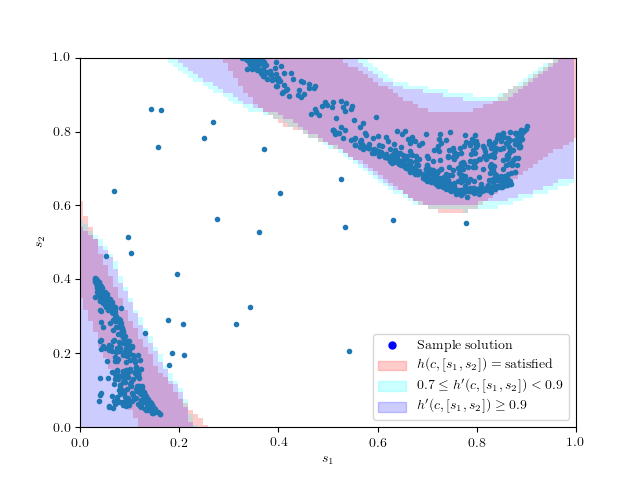 1.0
0.8
0.6
0.4
0.2
0.0
s₂
0.0 0.2 0.4 0.6 0.8 1.0
s₁
Sample solution
h(c, [s₁, s₂]) = satisfied
0.7 ≤ h′(c, [s₁, s₂]) < 0.9
h′(c, [s₁, s₂]) ≥ 0.9